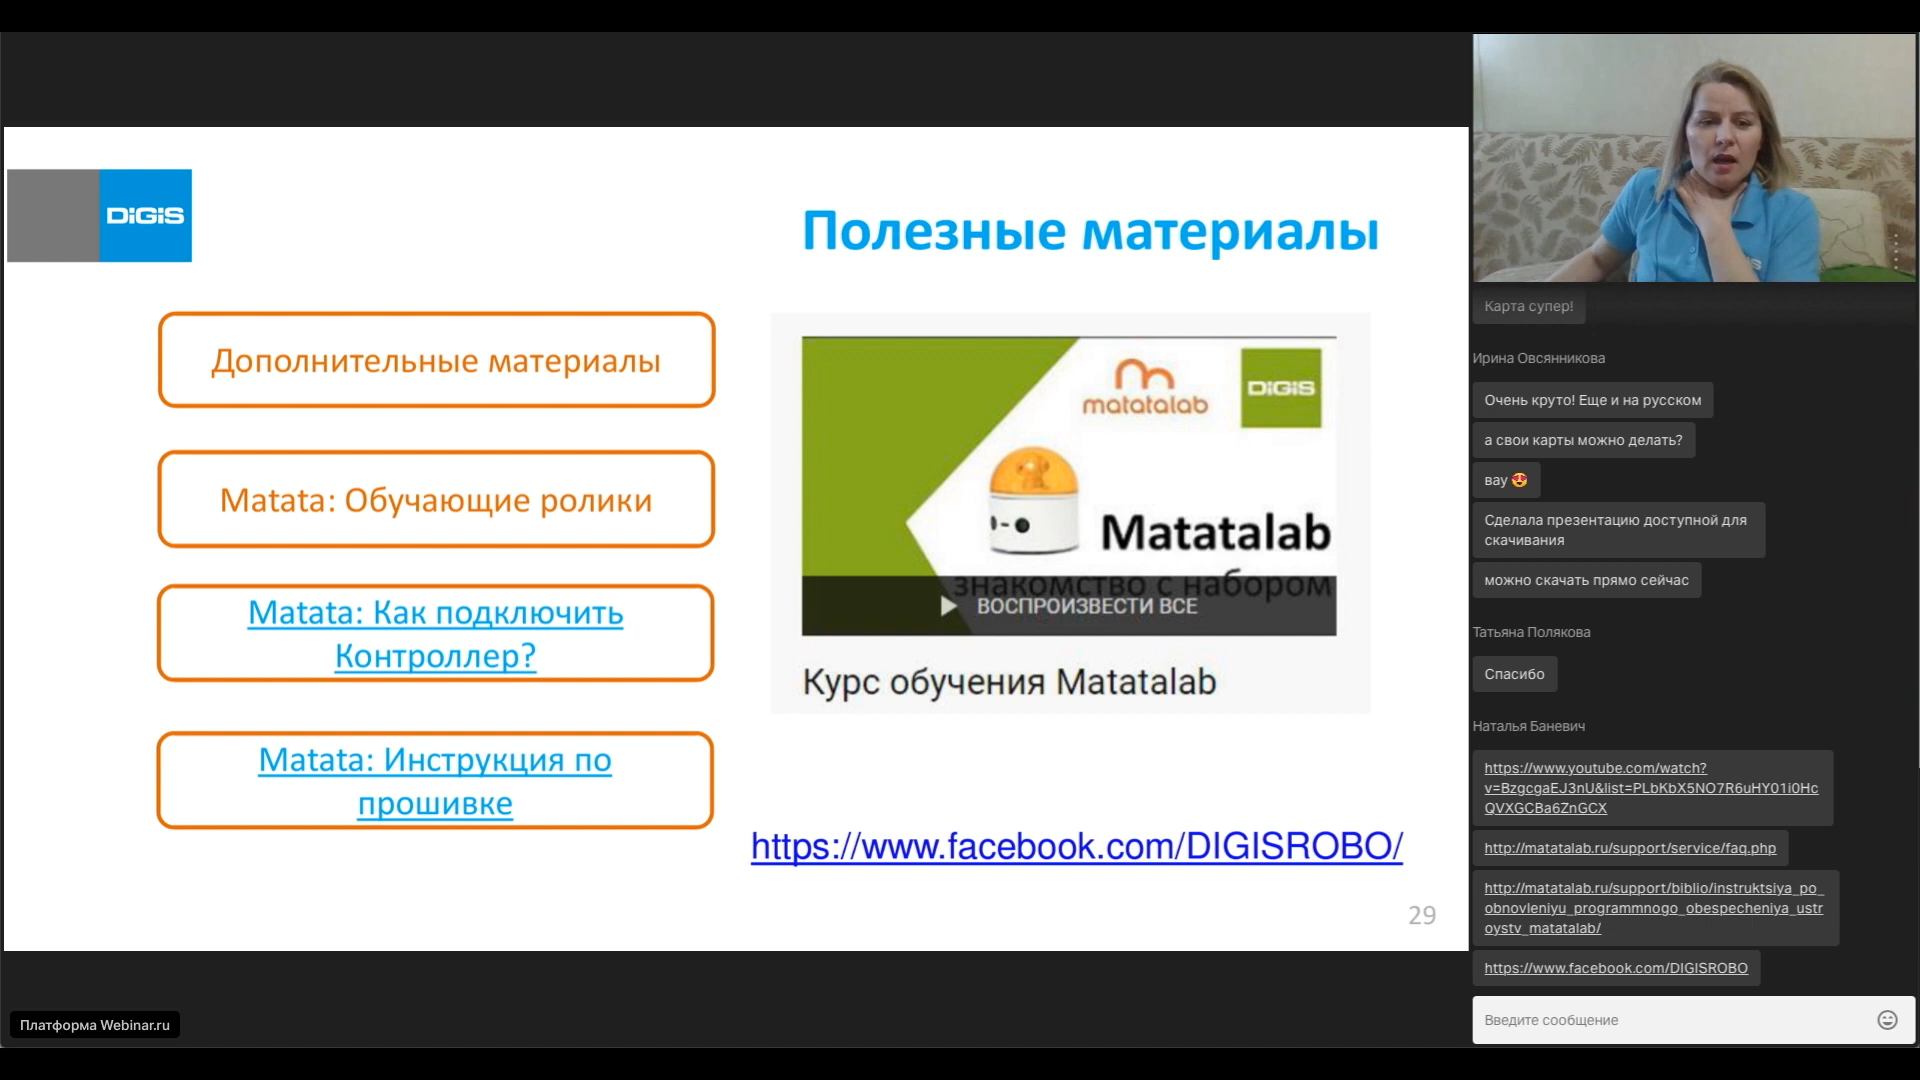 DiGiS
Полезные материалы
Дополнительные материалы
Matata: Обучающие ролики
Matata: Как подключить
Контроллер?
Matata: Инструкция по
прошивке
matatalab
DiGiS
Matatalab
знакомство с набором
ВОСПРОИЗВЕСТИ ВСЕ
Курс обучения Matatalab
https://www.facebook.com/DIGISROBO/
29
Платформа Webinar.ru
Карта супер!
Ирина Овсянникова
Очень круто! Еще и на русском
а свои карты можно делать?
вау 😍
Сделала презентацию доступной для
скачивания
можно скачать прямо сейчас
Татьяна Полякова
Спасибо
Наталья Баневич
https://www.youtube.com/watch?
v=BzgcgaEJ3nU&list=PLbKbX5NO7R6uHY01i0Hc
QVXGCBa6ZnGCX
http://matatalab.ru/support/service/faq.php
http://matatalab.ru/support/biblio/instruktsiya_po_
obnovleniyu_programmnogo_obespecheniya_ustr
oystv_matatalab/
https://www.facebook.com/DIGISROBO
Введите сообщение